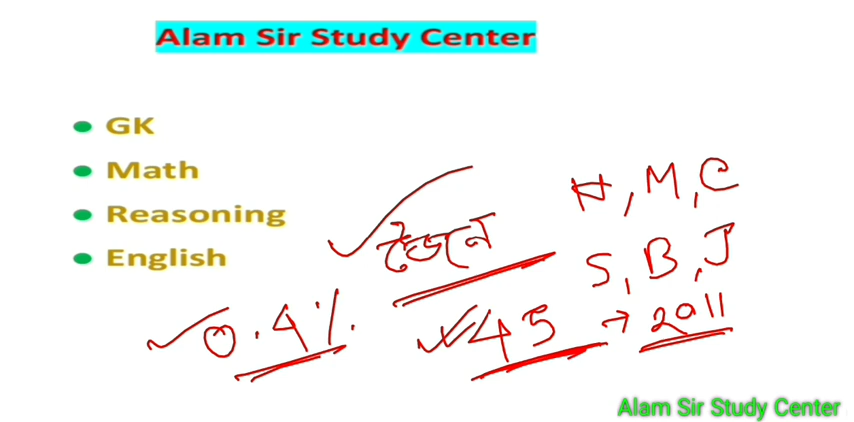 Alam Sir Study Center
GK
Math
Reasoning
English
H, M, C
S, B, J
0.4%.
45 → 2011
Alam Sir Study Center